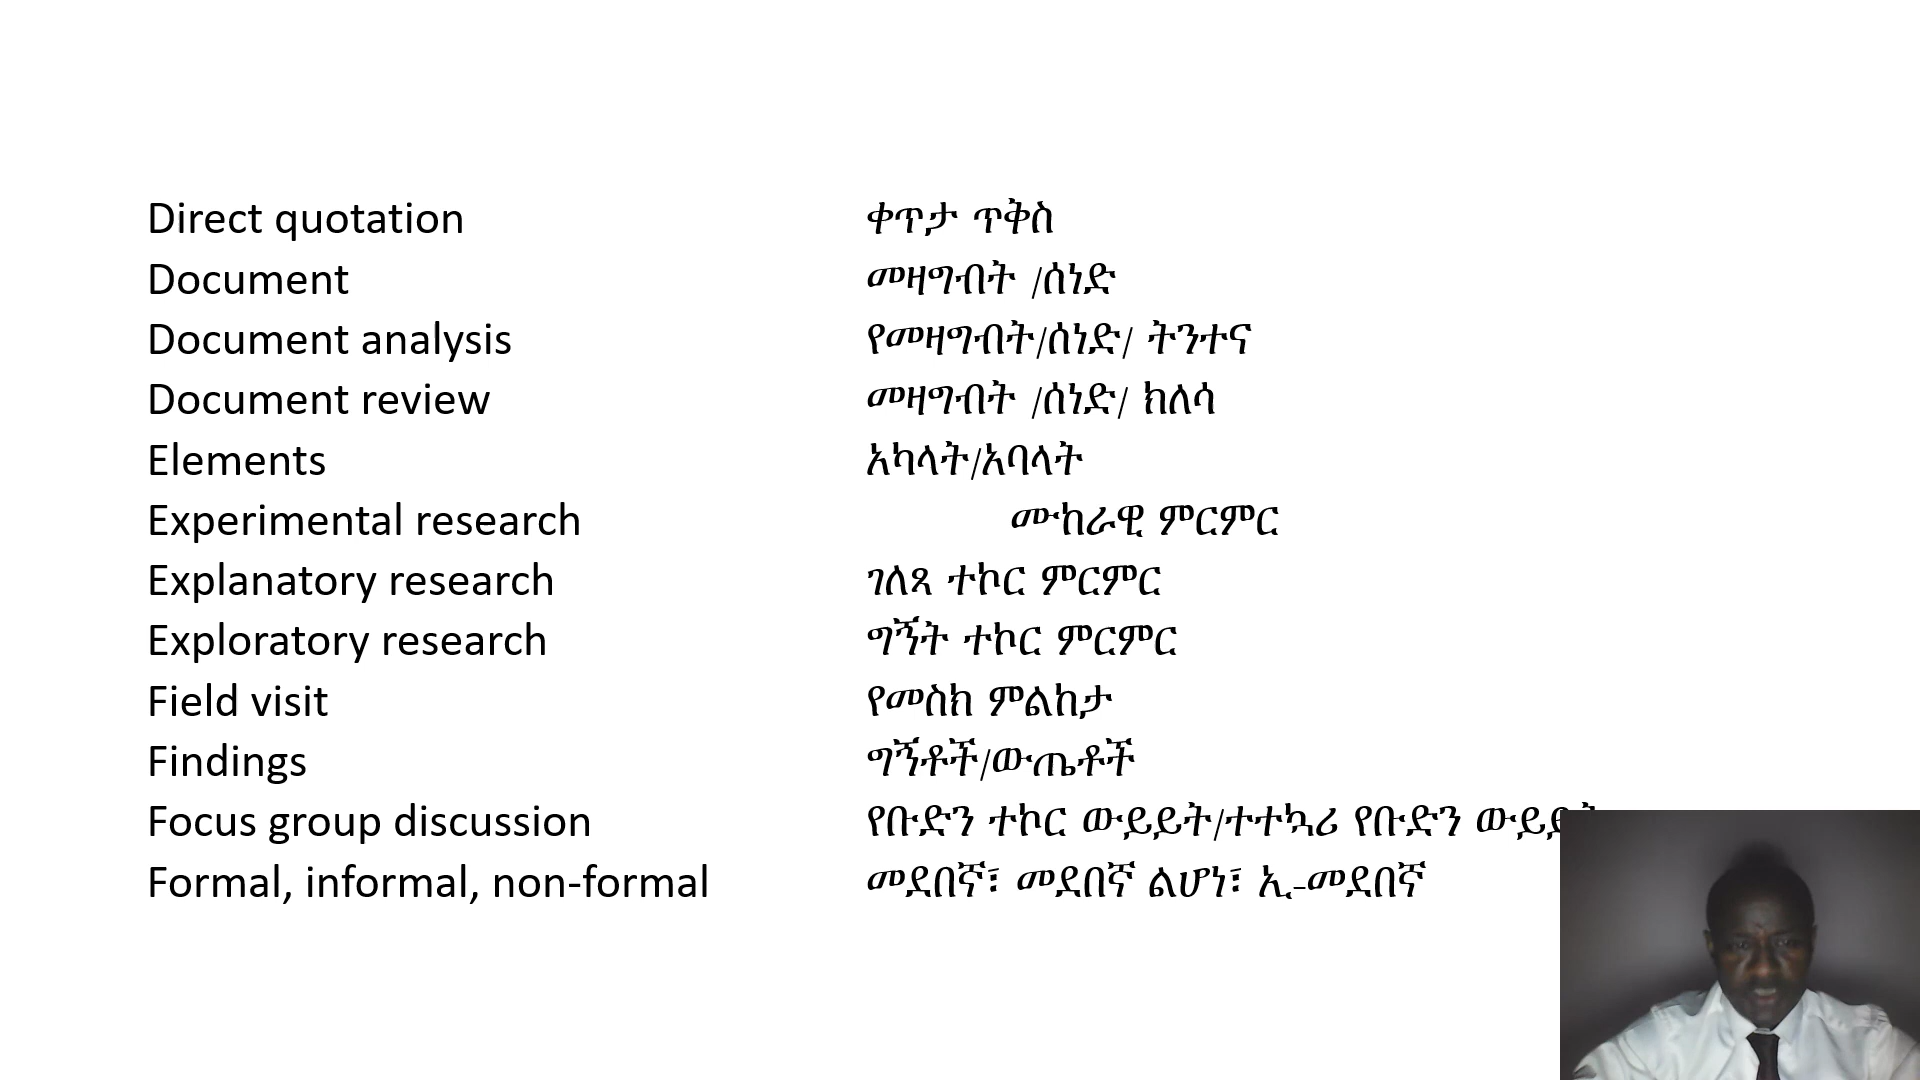 Direct quotation ቀጥታ ጥቅስ
Document መዛግብት /ሰነድ
Document analysis የመዛግብት/ሰነድ/ ትንተና
Document review መዛግብት /ሰነድ/ ክለሳ
Elements አካላት/አባላት
Experimental research ሙከራዊ ምርምር
Explanatory research ገለጻ ተኮር ምርምር
Exploratory research ግኝት ተኮር ምርምር
Field visit የመስክ ምልከታ
Findings ግኝቶች/ውጤቶች
Focus group discussion የቡድን ተኮር ውይይት/ተተኳሪ የቡድን
Formal, informal, non-formal መደበኛ፣ መደበኛ ልሆነ፣ ኢ-መደበኛ